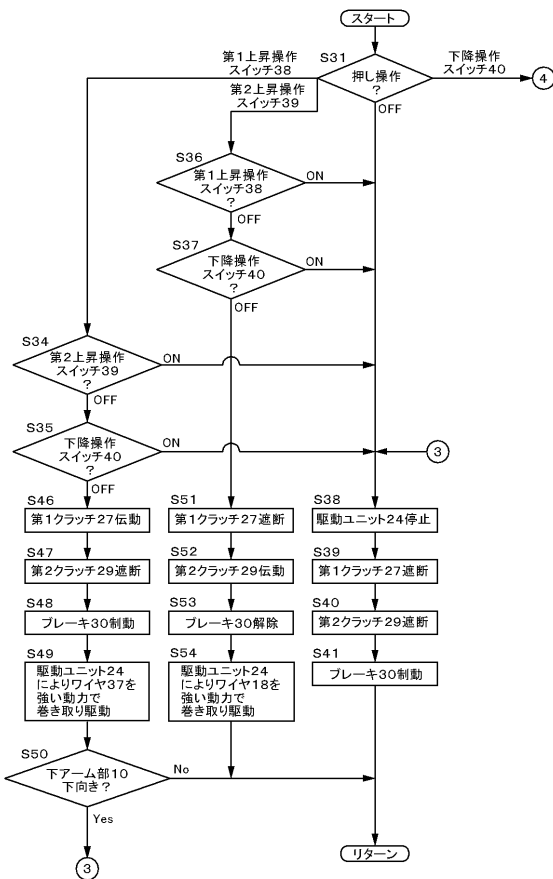 スタート
S31
押し操作
?
第1上昇操作
スイッチ38
第2上昇操作
スイッチ39
下降操作
スイッチ40
4
OFF
S36
第1上昇操作
スイッチ38
?
ON
OFF
S37
下降操作
スイッチ40
?
ON
OFF
S34
第2上昇操作
スイッチ39
?
ON
OFF
S35
下降操作
スイッチ40
?
ON
OFF
3
S46
第1クラッチ27伝動
S47
第2クラッチ29遮断
S48
ブレーキ30制動
S49
駆動ユニット24
によりワイヤ37を
強い動力で
巻き取り駆動
S50
下アーム部10
下向き?
No
Yes
3
S51
第1クラッチ27遮断
S52
第2クラッチ29伝動
S53
ブレーキ30解除
S54
駆動ユニット24
によりワイヤ18を
強い動力で
巻き取り駆動
S38
駆動ユニット24停止
S39
第1クラッチ27遮断
S40
第2クラッチ29遮断
S41
ブレーキ30制動
リターン